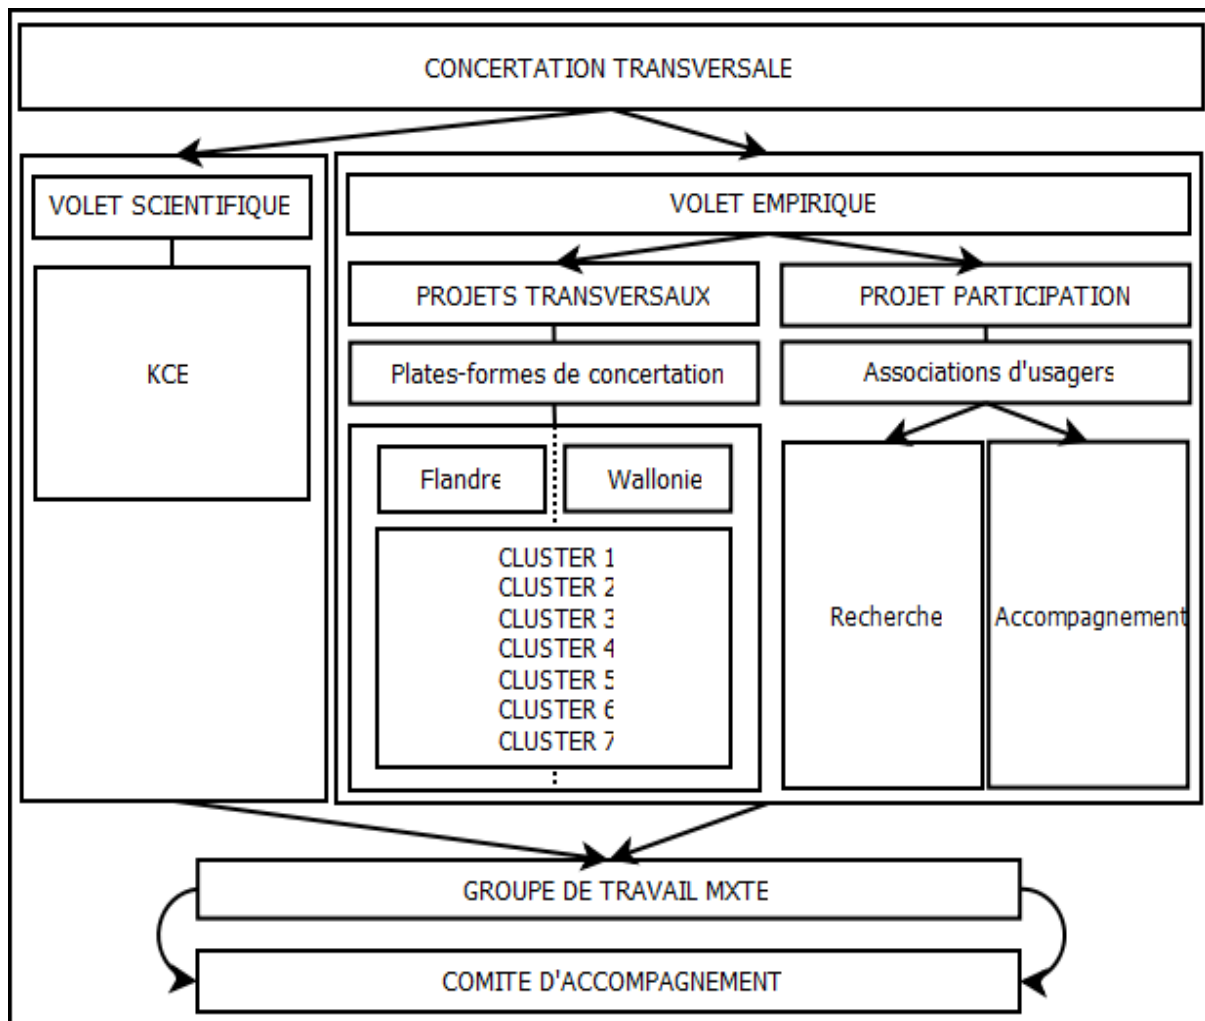 CONCERTATION TRANSVERSALE
VOLET SCIENTIFIQUE
KCE
VOLET EMPIRIQUE
PROJETS TRANSVERSAUX
Plates-formes de concertation
Flandre
Wallonie
CLUSTER 1
CLUSTER 2
CLUSTER 3
CLUSTER 4
CLUSTER 5
CLUSTER 6
CLUSTER 7
PROJET PARTICIPATION
Associations d'usagers
Recherche
Accompagnement
GROUPE DE TRAVAIL MXTE
COMITE D'ACCOMPAGNEMENT